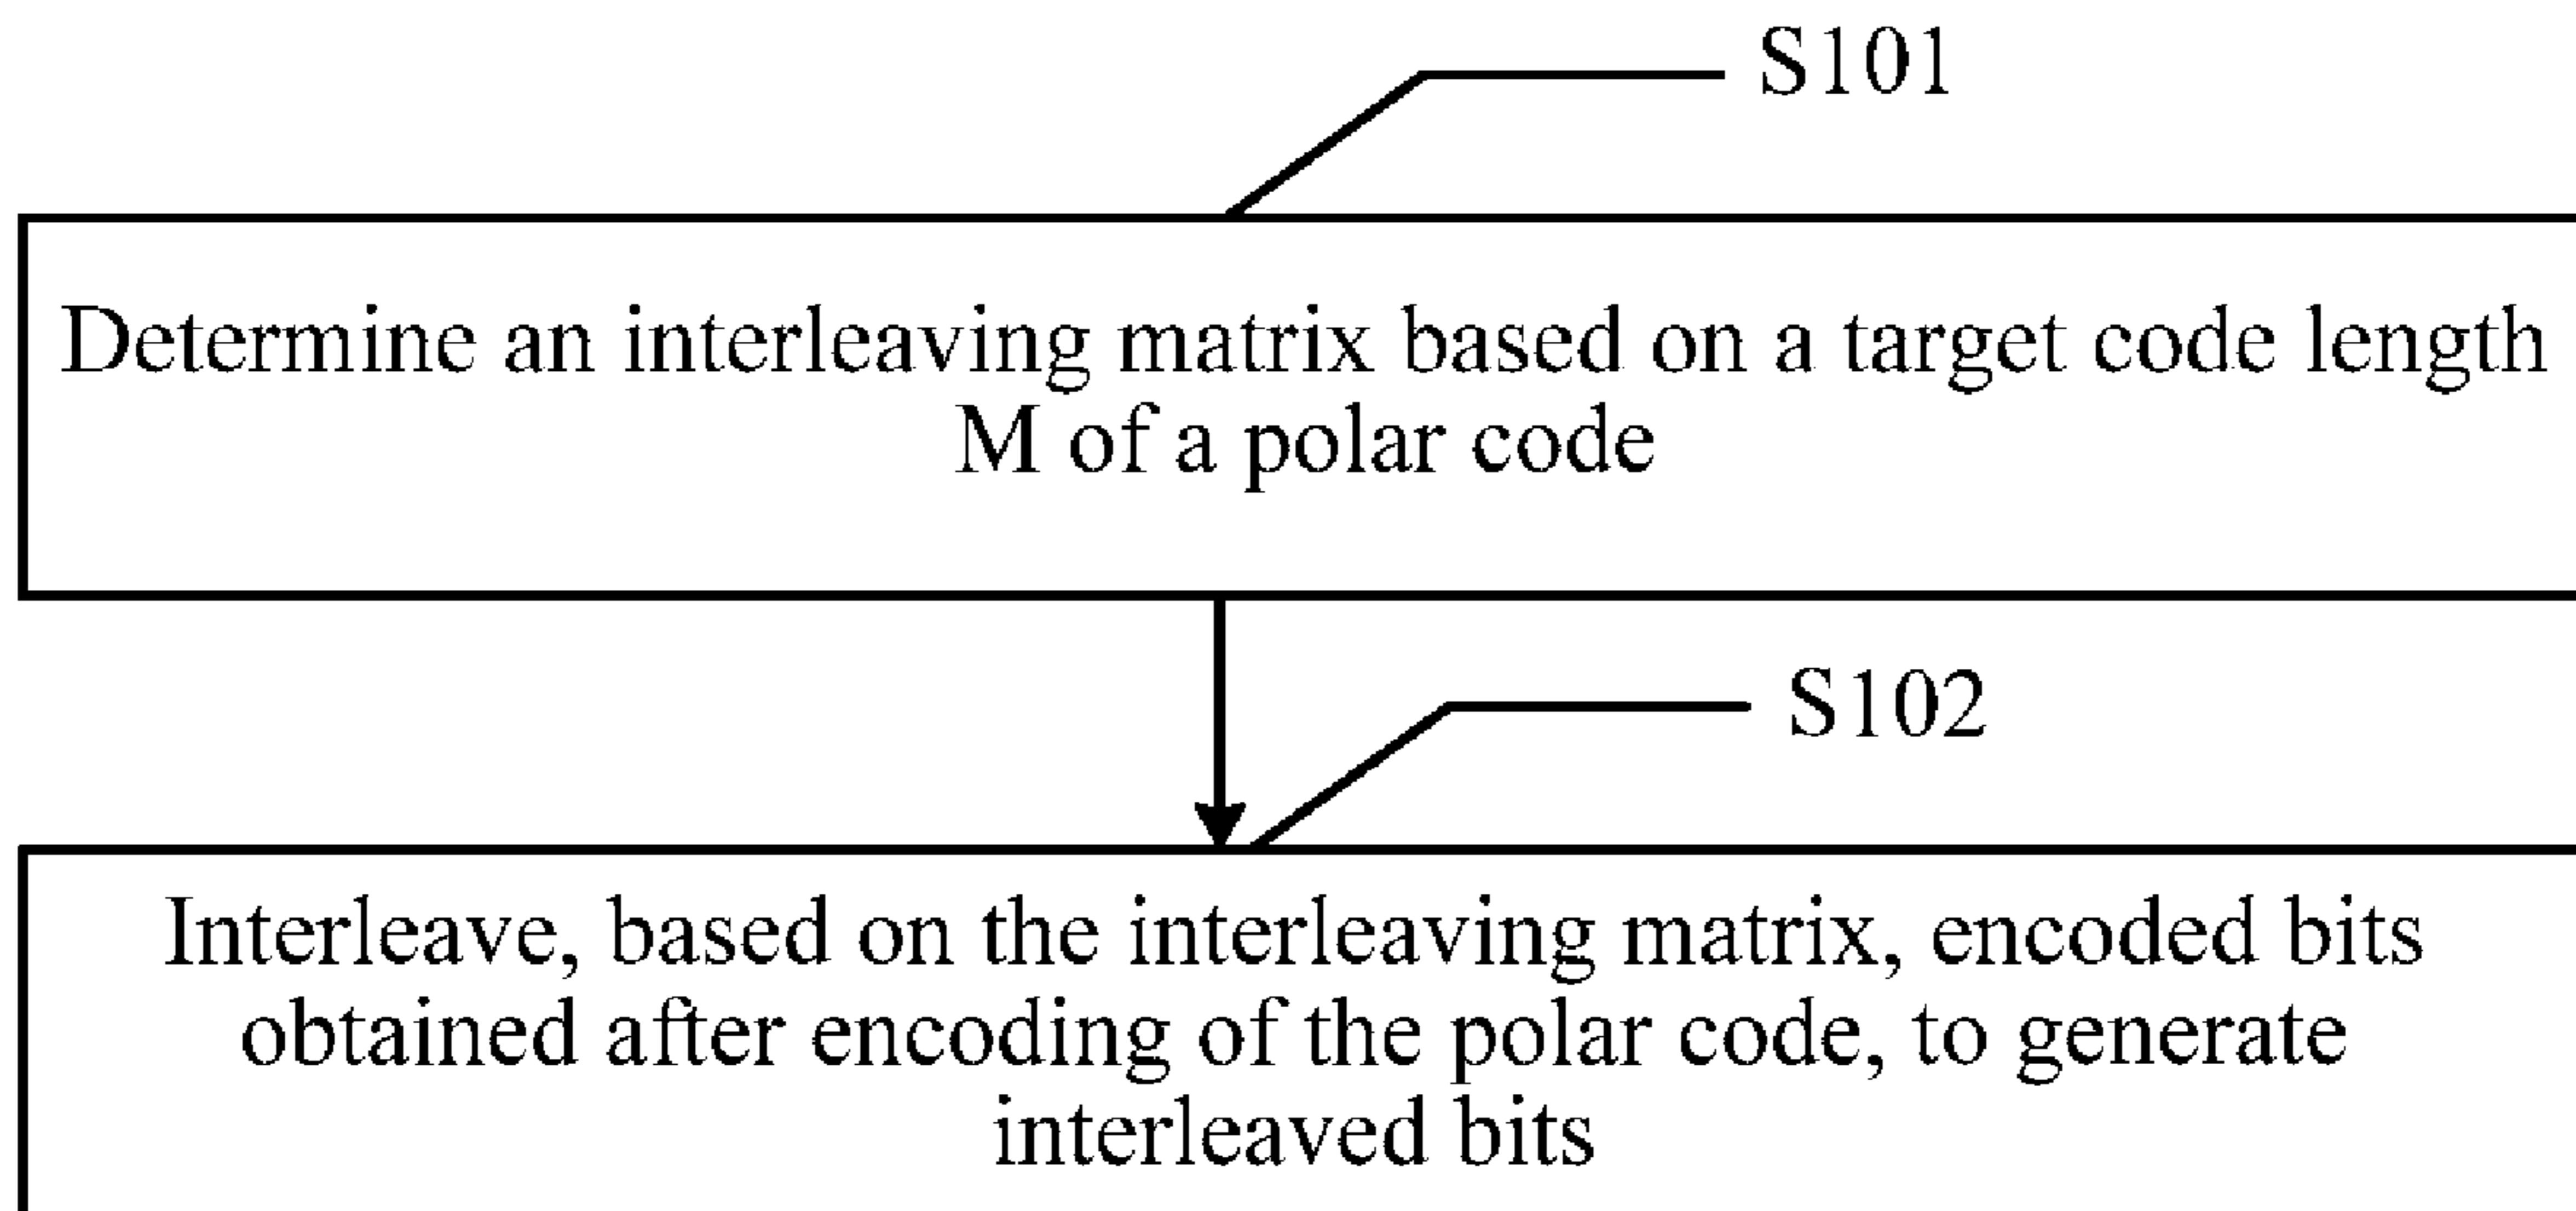 S101
Determine an interleaving matrix based on a target code length
M of a polar code
S102
Interleave, based on the interleaving matrix, encoded bits
obtained after encoding of the polar code, to generate
interleaved bits